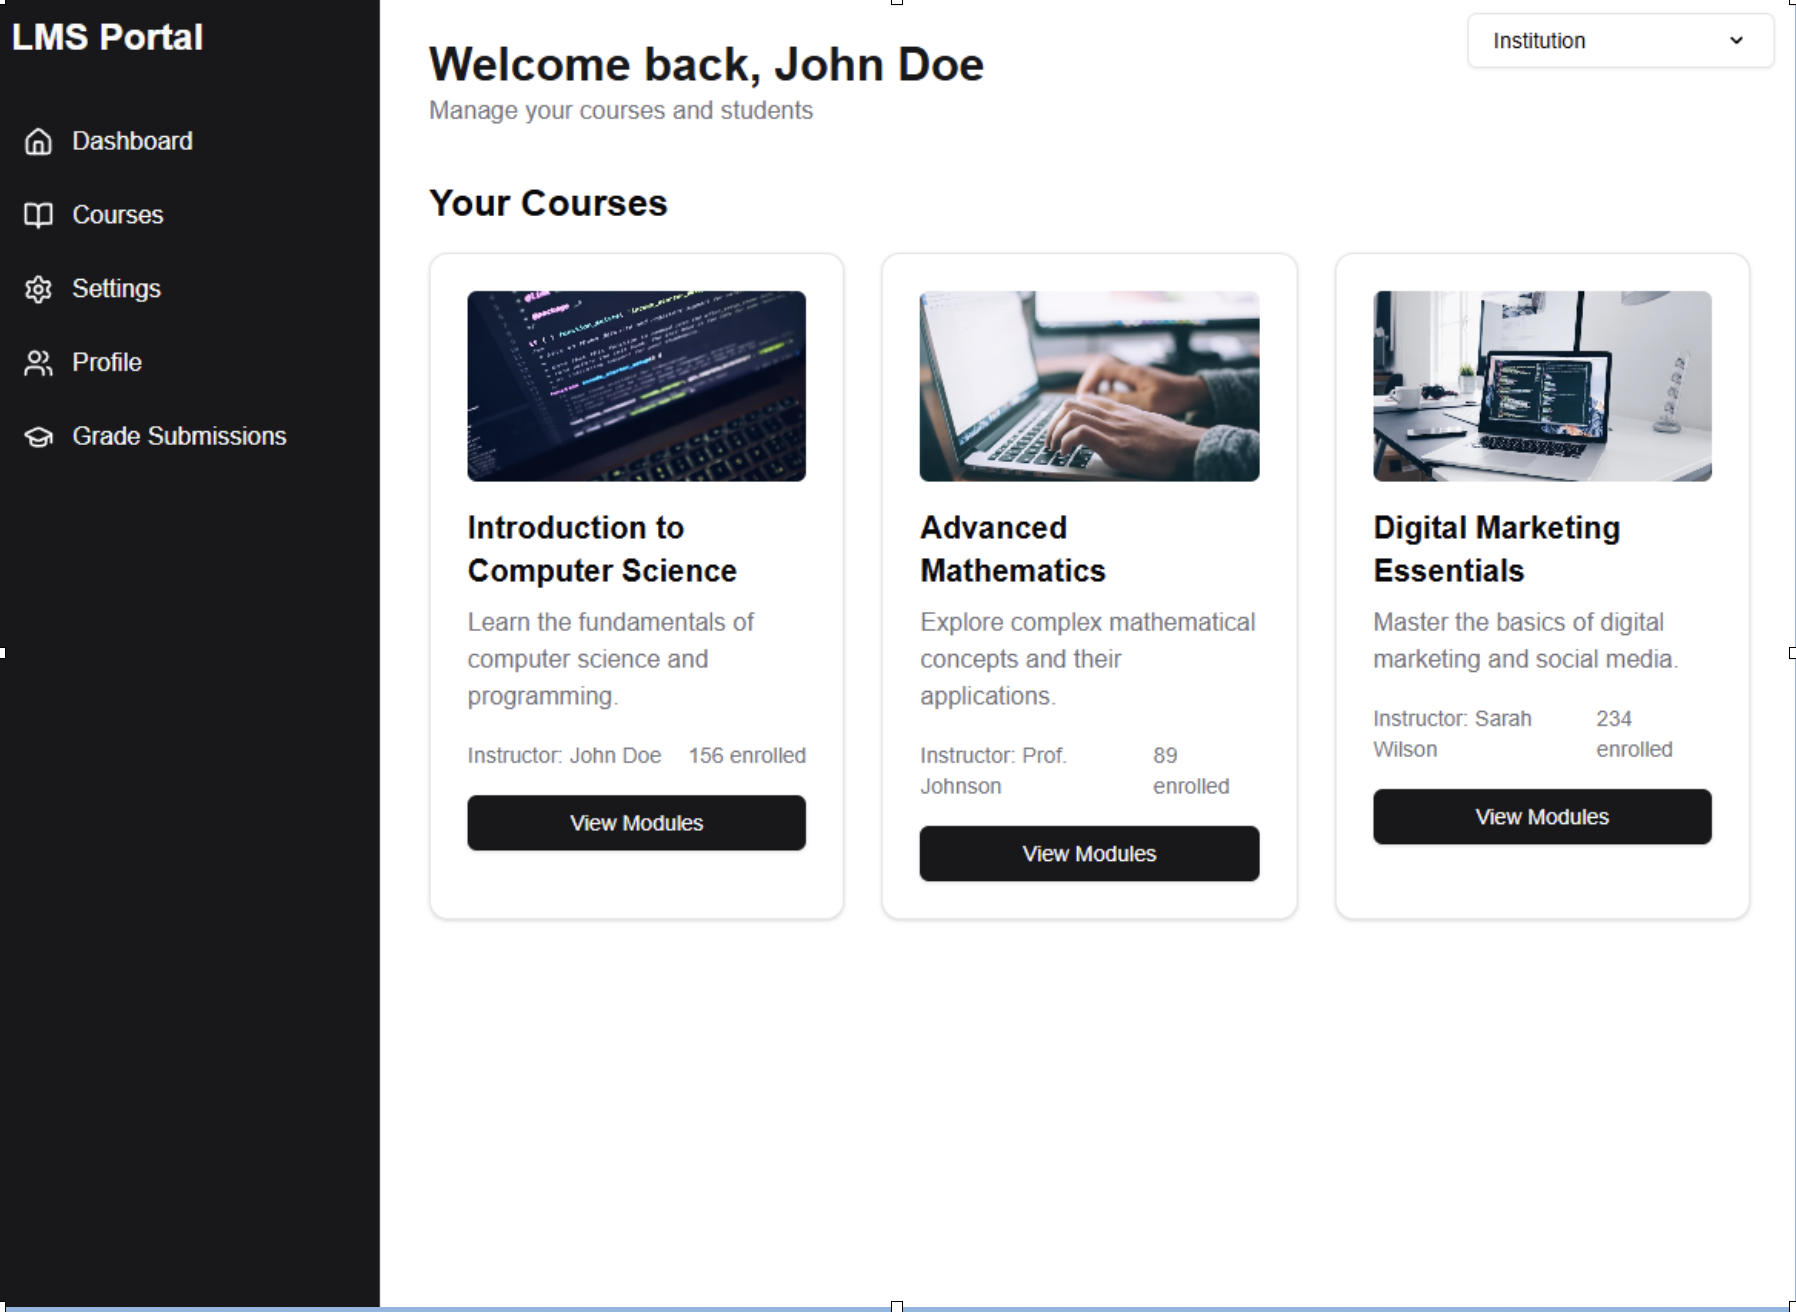 LMS Portal
Dashboard
Courses
Settings
Profile
Grade Submissions
Institution
Welcome back, John Doe
Manage your courses and students
Your Courses
Introduction to
Computer Science
Learn the fundamentals of
computer science and
programming.
Instructor: John Doe 156 enrolled
View Modules
Advanced
Mathematics
Explore complex mathematical
concepts and their
applications.
Instructor: Prof. 89
Johnson enrolled
View Modules
Digital Marketing
Essentials
Master the basics of digital
marketing and social media.
Instructor: Sarah 234
Wilson enrolled
View Modules